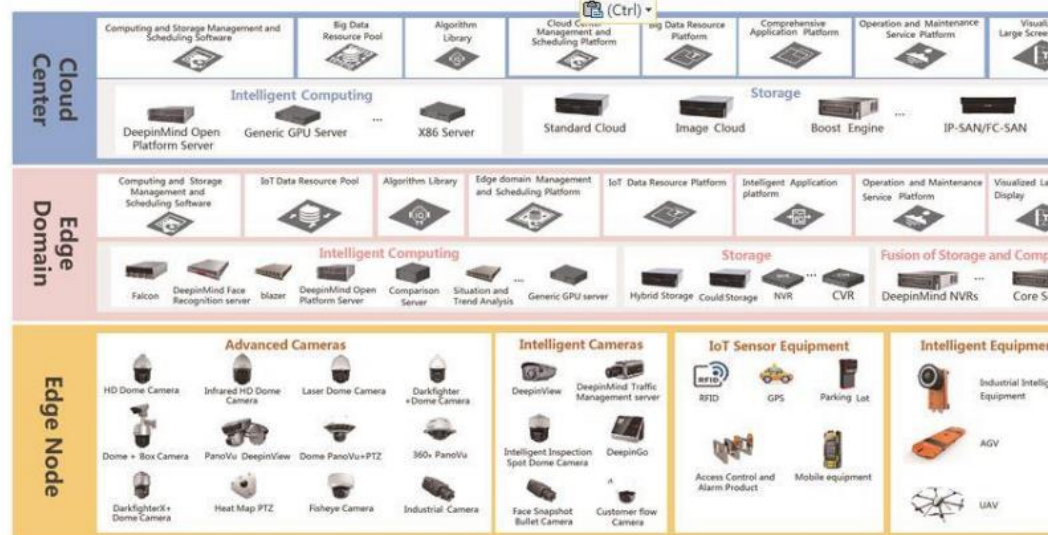 (Ctrl)
Cloud Center
Computing and Storage Management and
Scheduling Software
Big Data
Resource Pool
Algorithm
Library
Cloud Center
Management and
Scheduling Platform
Big Data Resource
Platform
Comprehensive
Application Platform
Operation and Maintenance
Service Platform
Large Screen
Intelligent Computing
DeepinMind Open
Platform Server
Generic GPU Server
...
X86 Server
Storage
Standard Cloud
Image Cloud
Boost Engine
...
IP-SAN/FC-SAN
Edge Domain
Computing and Storage
Management and
Scheduling Software
IoT Data Resource Pool
Algorithm Library
Edge domain Management
and Scheduling Platform
IoT Data Resource Platform
Intelligent Application
platform
Operation and Maintenance
Service Platform
Visualized La
Display
Intelligent Computing
Falcon
DeepinMind Face
Recognition server
blazer
DeepinMind Open
Platform Server
Comparison
Server
Situation and
Trend Analysis
...
Generic GPU server
Storage
Hybrid Storage
Could Storage
NVR
...
CVR
Fusion of Storage and Comp
DeepinMind NVRs
...
Core S
Edge Node
Advanced Cameras
HD Dome Camera
Infrared HD Dome
Camera
Laser Dome Camera
Darkfighter
+Dome Camera
Dome + Box Camera
PanoVu DeepinView
Dome PanoVu+PTZ
360° PanoVu
DarkfighterX+
Dome Camera
Heat Map PTZ
Fisheye Camera
Industrial Camera
Intelligent Cameras
DeepinView
DeepinMind Traffic
Management server
Intelligent Inspection
Spot Dome Camera
DeepinGo
Face Snapshot
Bullet Camera
Customer flow
Camera
IoT Sensor Equipment
RFID
RFID
GPS
Parking Lot
Access Control and
Alarm Product
Mobile equipment
Intelligent Equipme
Industrial Intellig
Equipment
AGV
UAV